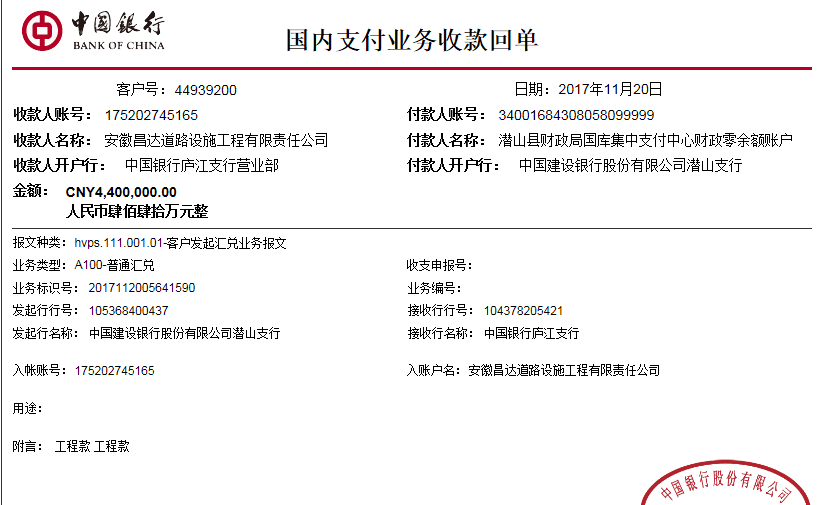 中国银行
BANK OF CHINA
国内支付业务收款回单
客户号：44939200 日期：2017年11月20日
收款人账号：175202745165 付款人账号：34001684308058099999
收款人名称：安徽昌达道路设施工程有限责任公司 付款人名称：潜山县财政局国库集中支付中心财政零余额账户
收款人开户行：中国银行庐江支行营业部 付款人开户行：中国建设银行股份有限公司潜山支行
金额：CNY4,400,000.00
人民币肆佰肆拾万元整
报文种类：hvps.111.001.01-客户发起汇兑业务报文
业务类型：A100-普通汇兑 收支申报号：
业务标识号：2017112005641590 业务编号：
发起行行号：105368400437 接收行行号：104378205421
发起行名称：中国建设银行股份有限公司潜山支行 接收行名称：中国银行庐江支行
入帐账号：175202745165 入账户名：安徽昌达道路设施工程有限责任公司
用途：
附言：工程款 工程款
中国银行股份有限公司